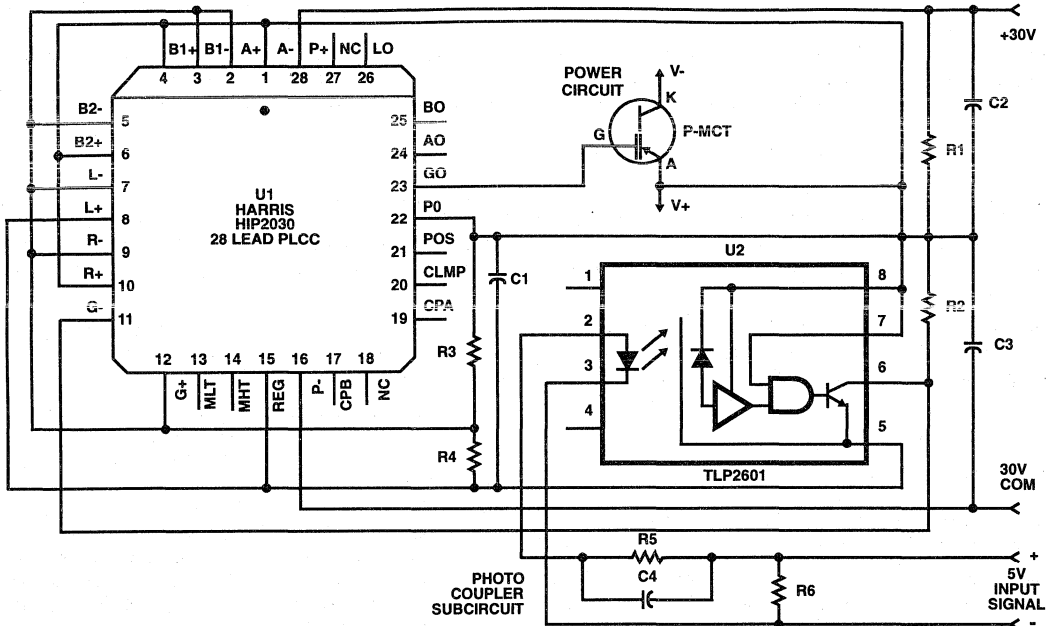 B1+ B1- A+ A- P+ NC LO
4 3 2 1 28 27 26
+30V
POWER
CIRCUIT
V-
K
G
P-MCT
A
V+
C2
R1
B2-
5
B2+
6
L-
7
L+
8
R-
9
R+
10
G-
11
U1
HARRIS
HIP2030
28 LEAD PLCC
BO
25
AO
24
GO
23
P0
22
POS
21
CLMP
20
CPA
19
12 13 14 15 16 17 18
G+ MLT MHT REG P- CPB NC
C1
R3
R4
U2
1
2
3
4
8
7
6
5
TLP2601
R2
C3
30V
COM
R5
C4
R6
+
5V
INPUT
SIGNAL
-
PHOTO
COUPLER
SUBCIRCUIT